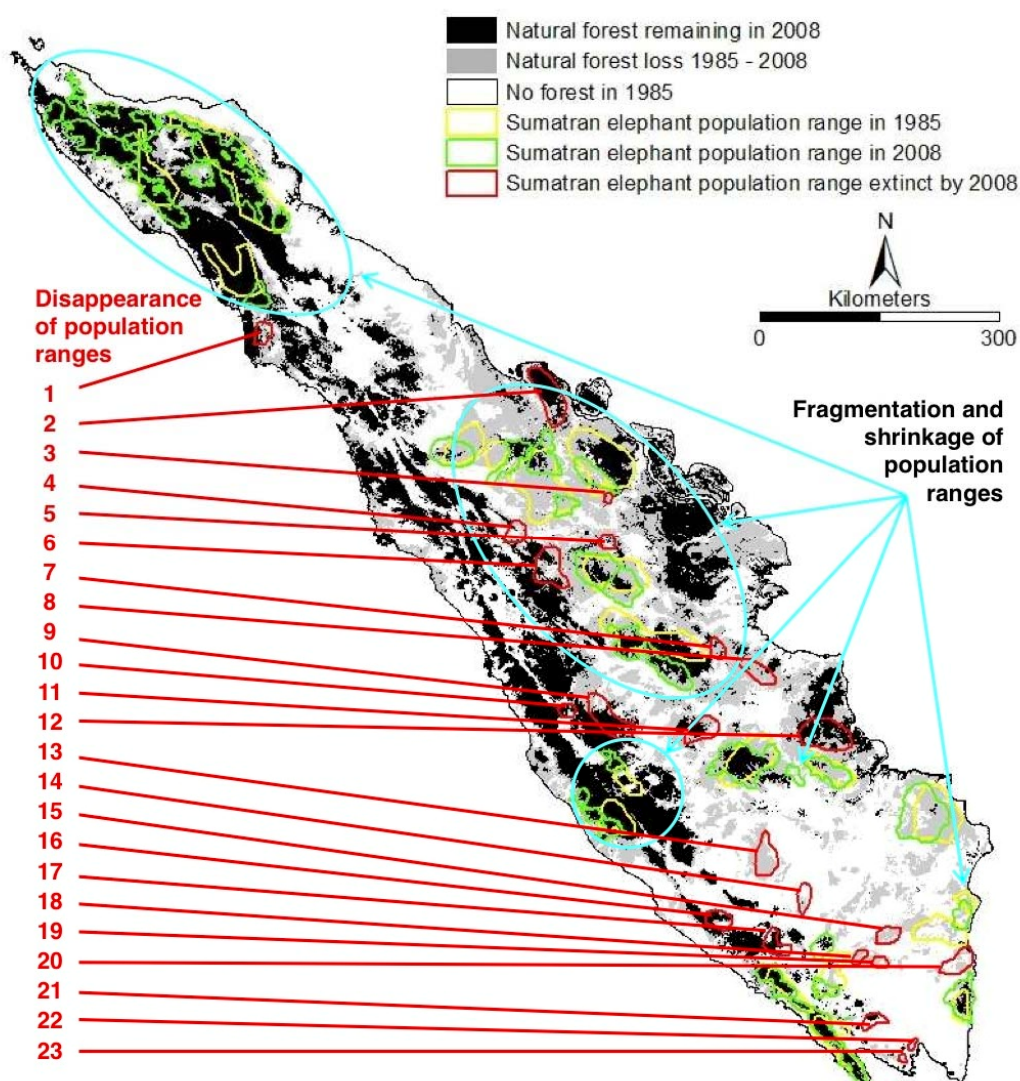 Natural forest remaining in 2008
Natural forest loss 1985 - 2008
No forest in 1985
Sumatran elephant population range in 1985
Sumatran elephant population range in 2008
Sumatran elephant population range extinct by 2008
N
Kilometers
0 300
Disappearance
of population
ranges
Fragmentation and
shrinkage of
population
ranges
1
2
3
4
5
6
7
8
9
10
11
12
13
14
15
16
17
18
19
20
21
22
23